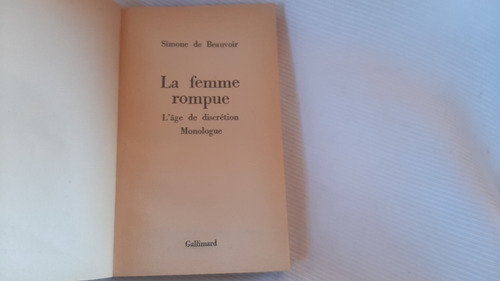 Simone de Beauvoir
La femme
rompue
L'âge de discrétion
Monologue
Gallimard